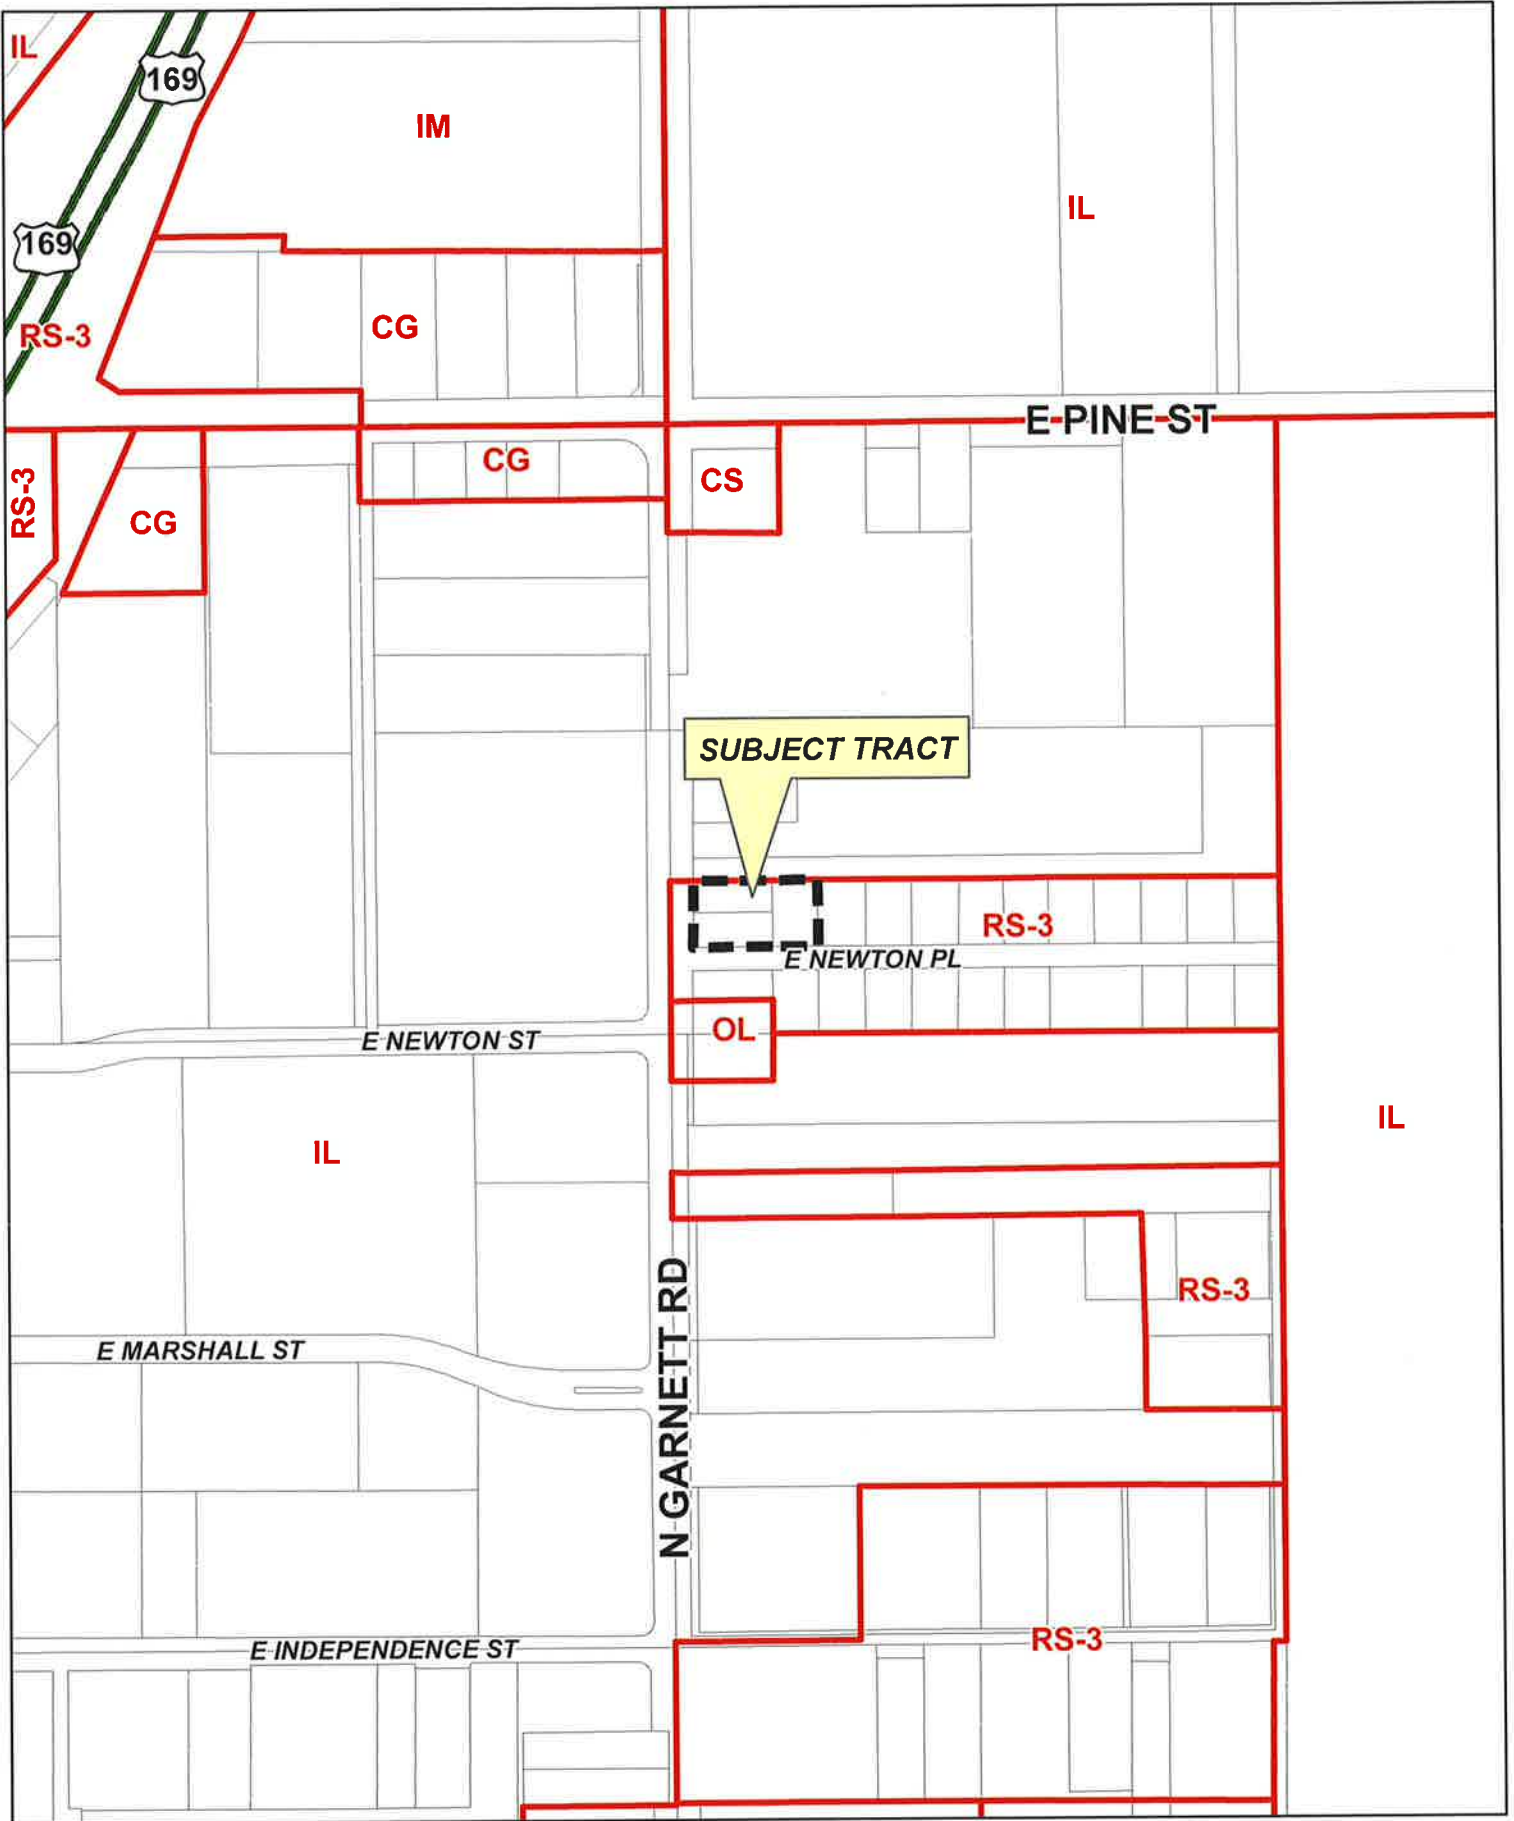 IL
169
IM
IL
169
CG
RS-3
E PINE ST
CG
CS
RS-3
CG
SUBJECT TRACT
RS-3
E NEWTON PL
OL
E NEWTON ST
IL
IL
RS-3
N GARNETT RD
E MARSHALL ST
RS-3
E INDEPENDENCE ST